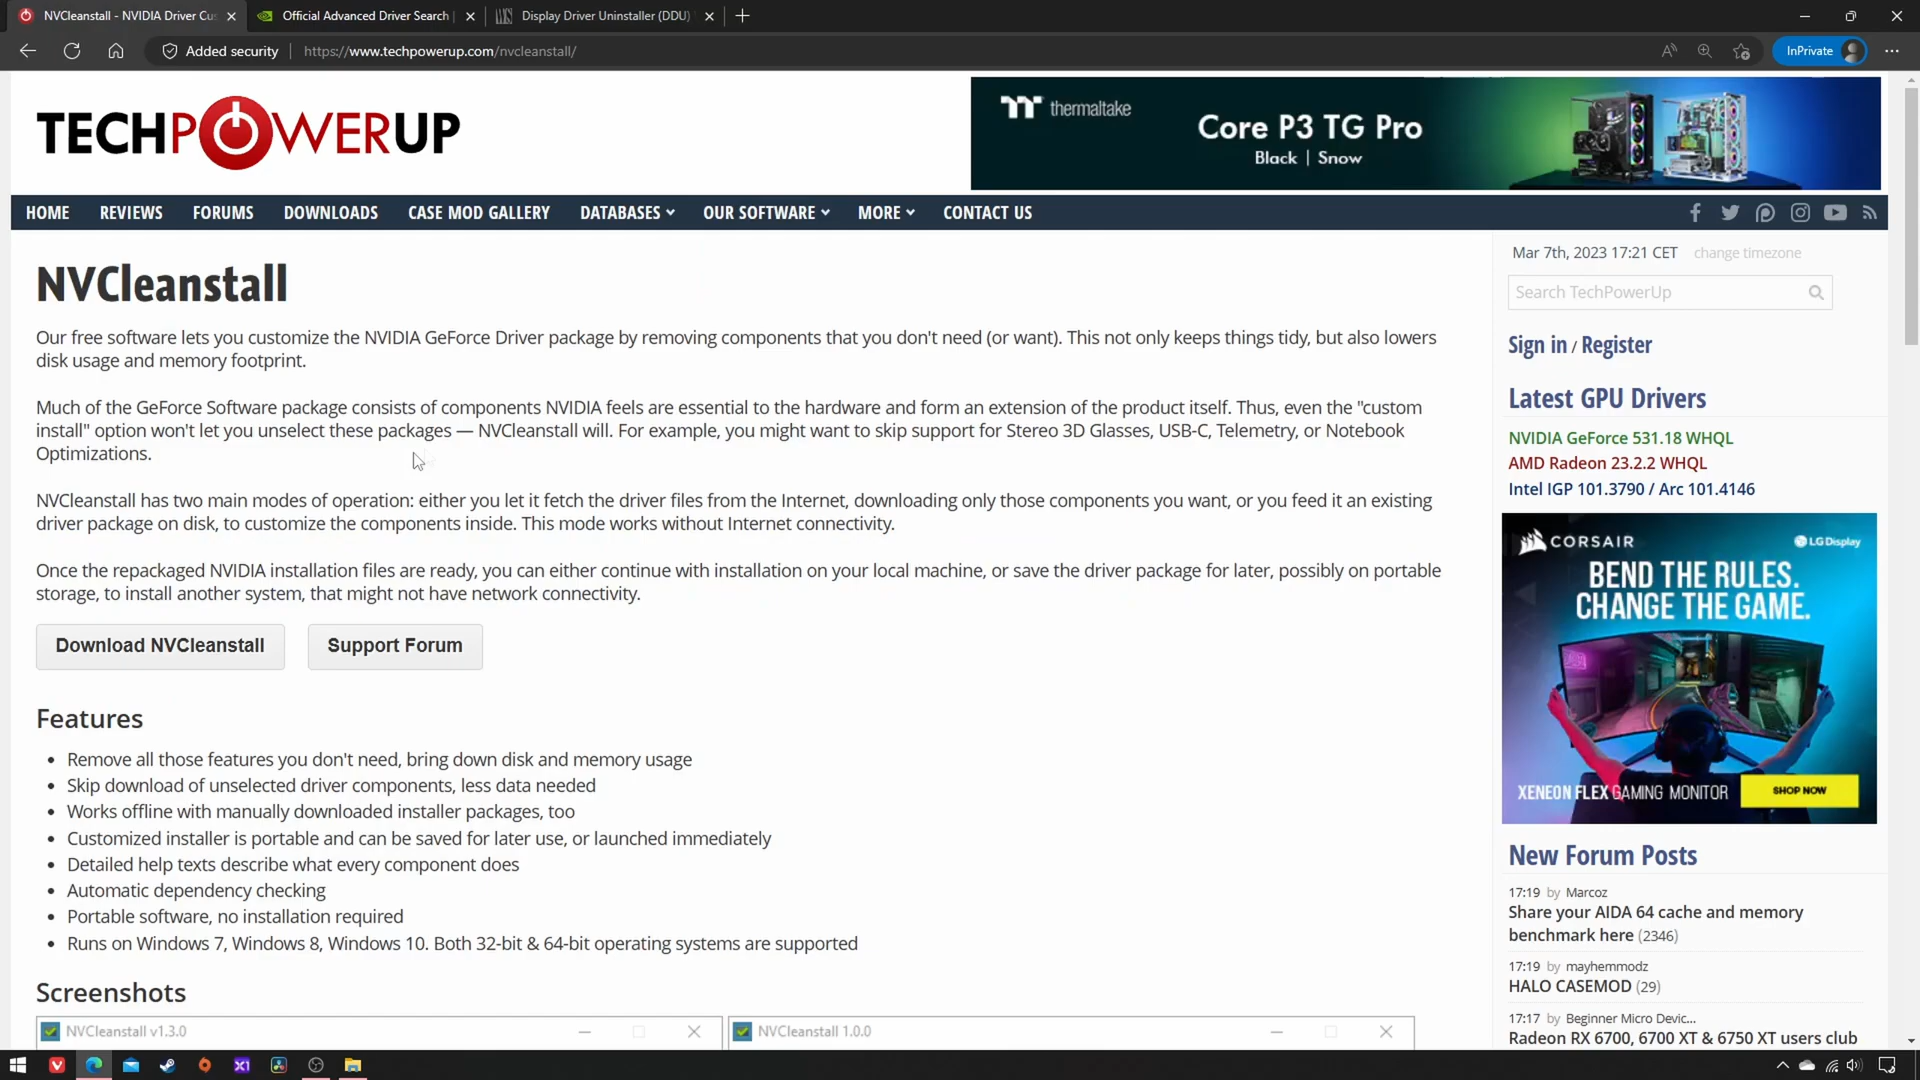 NVCleanstall - NVIDIA Driver Cus
Official Advanced Driver Search |
Display Driver Uninstaller (DDU)
Added security
https://www.techpowerup.com/nvcleanstall/
InPrivate
TECHPOWERUP
thermaltake
Core P3 TG Pro
Black | Snow
HOME
REVIEWS
FORUMS
DOWNLOADS
CASE MOD GALLERY
DATABASES
OUR SOFTWARE
MORE
CONTACT US
NVCleanstall
Our free software lets you customize the NVIDIA GeForce Driver package by removing components that you don't need (or want). This not only keeps things tidy, but also lowers
disk usage and memory footprint.
Much of the GeForce Software package consists of components NVIDIA feels are essential to the hardware and form an extension of the product itself. Thus, even the "custom
install" option won't let you unselect these packages — NVCleanstall will. For example, you might want to skip support for Stereo 3D Glasses, USB-C, Telemetry, or Notebook
Optimizations.
NVCleanstall has two main modes of operation: either you let it fetch the driver files from the Internet, downloading only those components you want, or you feed it an existing
driver package on disk, to customize the components inside. This mode works without Internet connectivity.
Once the repackaged NVIDIA installation files are ready, you can either continue with installation on your local machine, or save the driver package for later, possibly on portable
storage, to install another system, that might not have network connectivity.
Download NVCleanstall
Support Forum
Features
Remove all those features you don't need, bring down disk and memory usage
Skip download of unselected driver components, less data needed
Works offline with manually downloaded installer packages, too
Customized installer is portable and can be saved for later use, or launched immediately
Detailed help texts describe what every component does
Automatic dependency checking
Portable software, no installation required
Runs on Windows 7, Windows 8, Windows 10. Both 32-bit & 64-bit operating systems are supported
Screenshots
NVCleanstall v1.3.0
NVCleanstall 1.0.0
Mar 7th, 2023 17:21 CET change timezone
Search TechPowerUp
Sign in / Register
Latest GPU Drivers
NVIDIA GeForce 531.18 WHQL
AMD Radeon 23.2.2 WHQL
Intel IGP 101.3790 / Arc 101.4146
CORSAIR
LG Display
BEND THE RULES.
CHANGE THE GAME.
XENEON FLEX GAMING MONITOR
SHOP NOW
New Forum Posts
17:19 by Marcoz
Share your AIDA 64 cache and memory
benchmark here (2346)
17:19 by mayhemmodz
HALO CASEMOD (29)
17:17 by Beginner Micro Devic...
Radeon RX 6700, 6700 XT & 6750 XT users club
X1